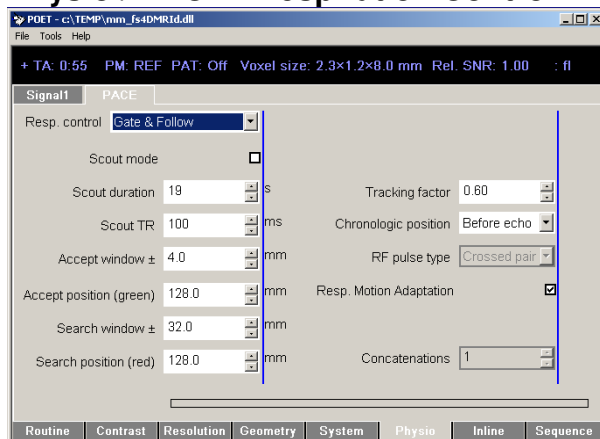 POET - c:\TEMP\mm_fs4DMRId.dll
File Tools Help
+ TA: 0:55 PM: REF PAT: Off Voxel size: 2.3×1.2×8.0 mm Rel. SNR: 1.00 : fl
Signal1 PACE
Resp. control Gate & Follow
Scout mode
Scout duration 19 s Tracking factor 0.60
Scout TR 100 ms Chronologic position Before echo
Accept window ± 4.0 mm RF pulse type Crossed pair
Accept position (green) 128.0 mm Resp. Motion Adaptation
Search window ± 32.0 mm
Search position (red) 128.0 mm Concatenations 1
Routine Contrast Resolution Geometry System Physio Inline Sequence